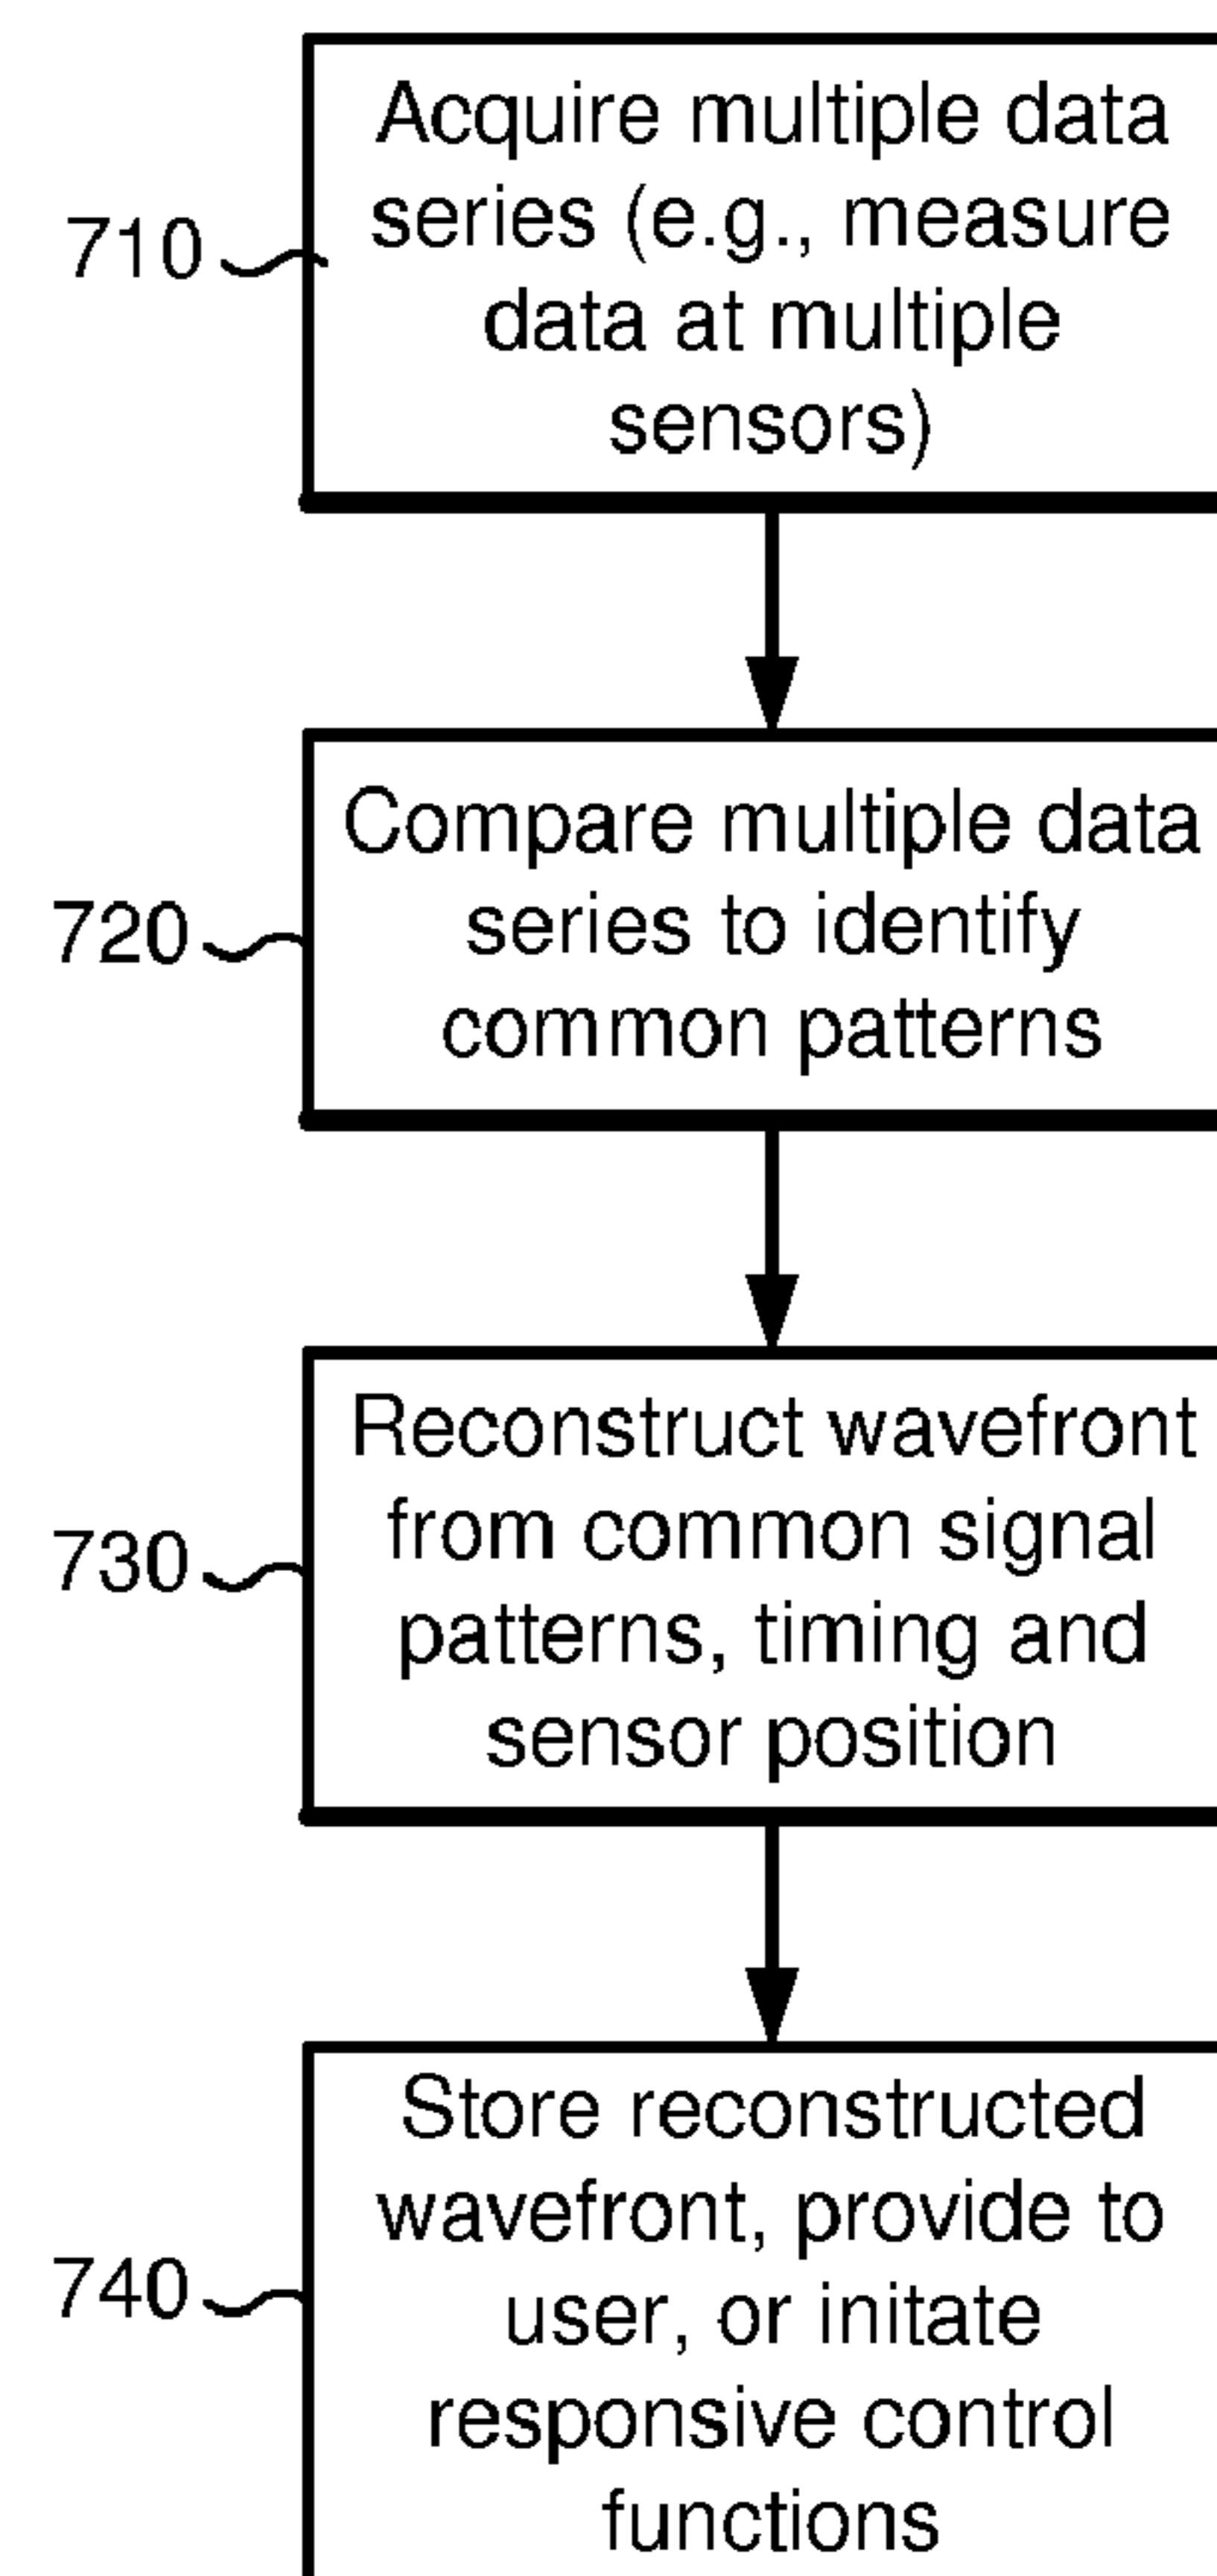 Acquire multiple data
series (e.g., measure
data at multiple
sensors)
710
Compare multiple data
series to identify
common patterns
720
Reconstruct wavefront
from common signal
patterns, timing and
sensor position
730
Store reconstructed
wavefront, provide to
user, or initate
responsive control
functions
740